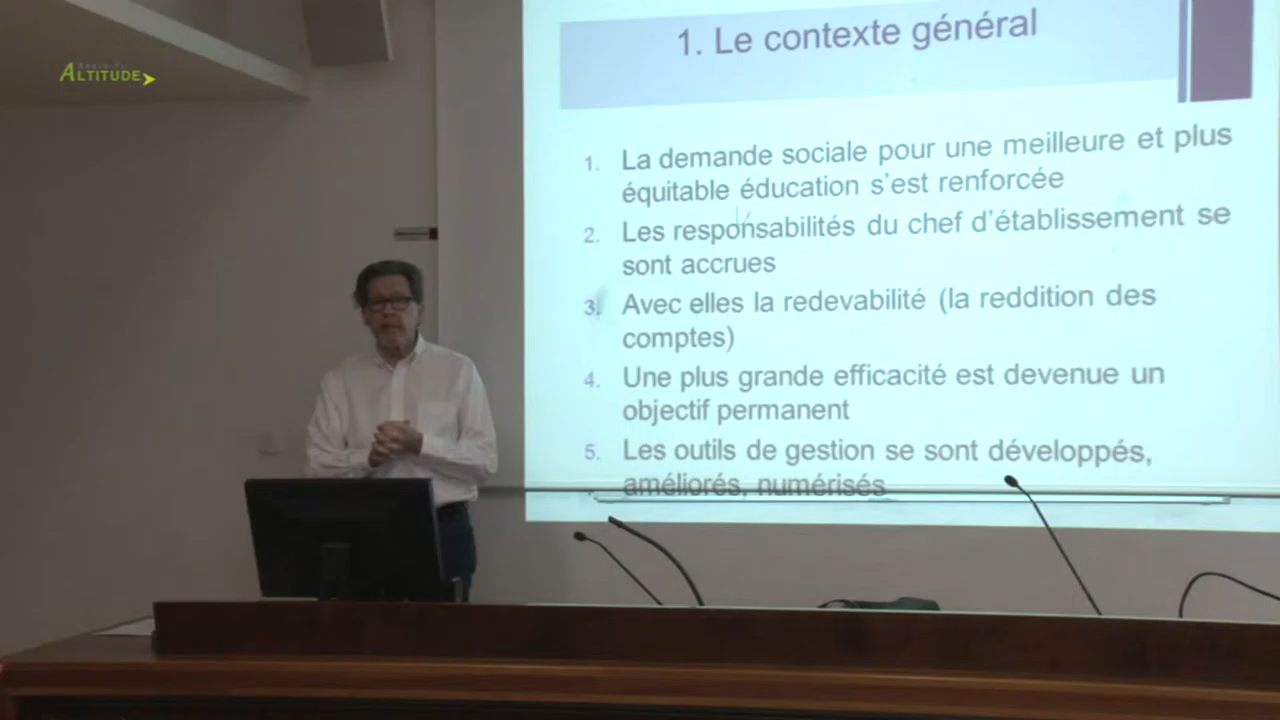 ALTITUDE
1. Le contexte général
1. La demande sociale pour une meilleure et plus
équitable éducation s'est renforcée
2. Les responsabilités du chef d'établissement se
sont accrues
3. Avec elles la redevabilité (la reddition des
comptes)
4. Une plus grande efficacité est devenue un
objectif permanent
5. Les outils de gestion se sont développés,
améliorés, numérisés